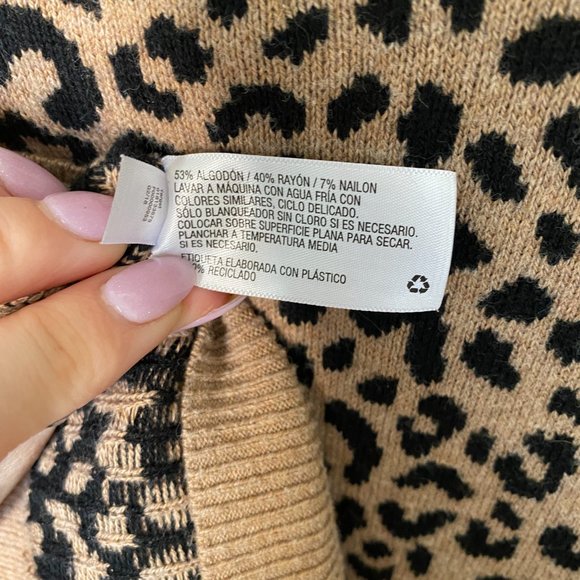 53% ALGODÓN / 40% RAYÓN / 7% NAILON
LAVAR A MÁQUINA CON AGUA FRÍA CON
COLORES SIMILARES, CICLO DELICADO.
SÓLO BLANQUEADOR SIN CLORO SI ES NECESARIO.
COLOCAR SOBRE SUPERFICIE PLANA PARA SECAR.
PLANCHAR A TEMPERATURA MEDIA
SI ES NECESARIO.
ETIQUETA ELABORADA CON PLÁSTICO
RECICLADO